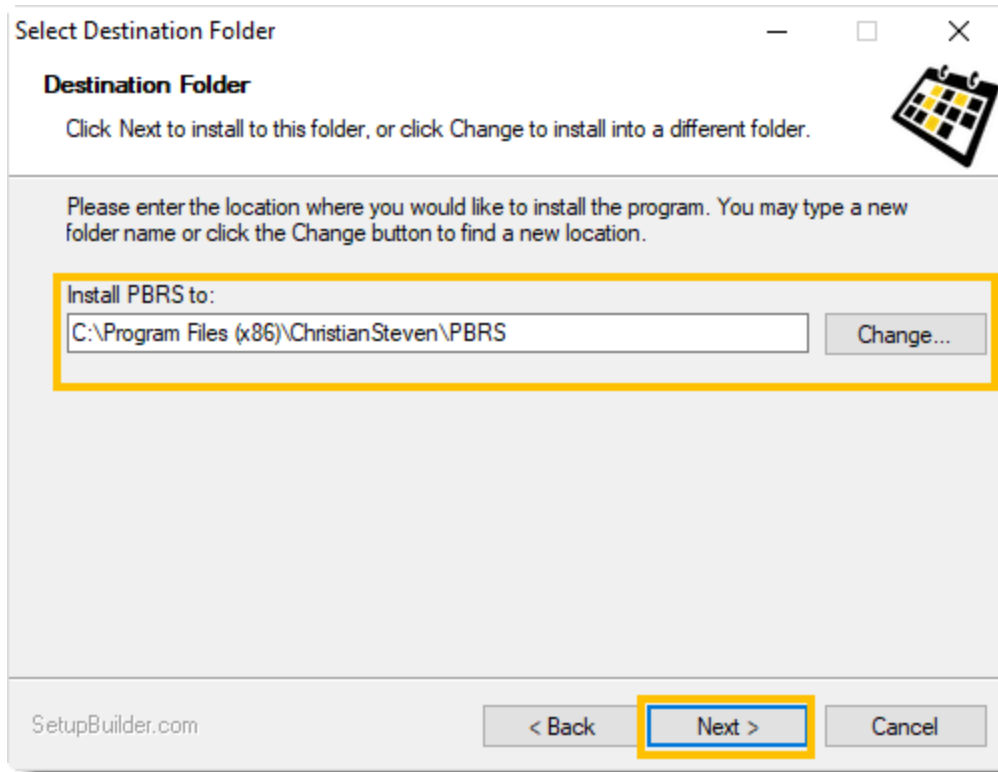 Select Destination Folder
Destination Folder
Click Next to install to this folder, or click Change to install into a different folder.
Please enter the location where you would like to install the program. You may type a new
folder name or click the Change button to find a new location.
Install PBRS to:
C:\Program Files (x86)\ChristianSteven\PBRS
Change...
SetupBuilder.com
< Back
Next >
Cancel